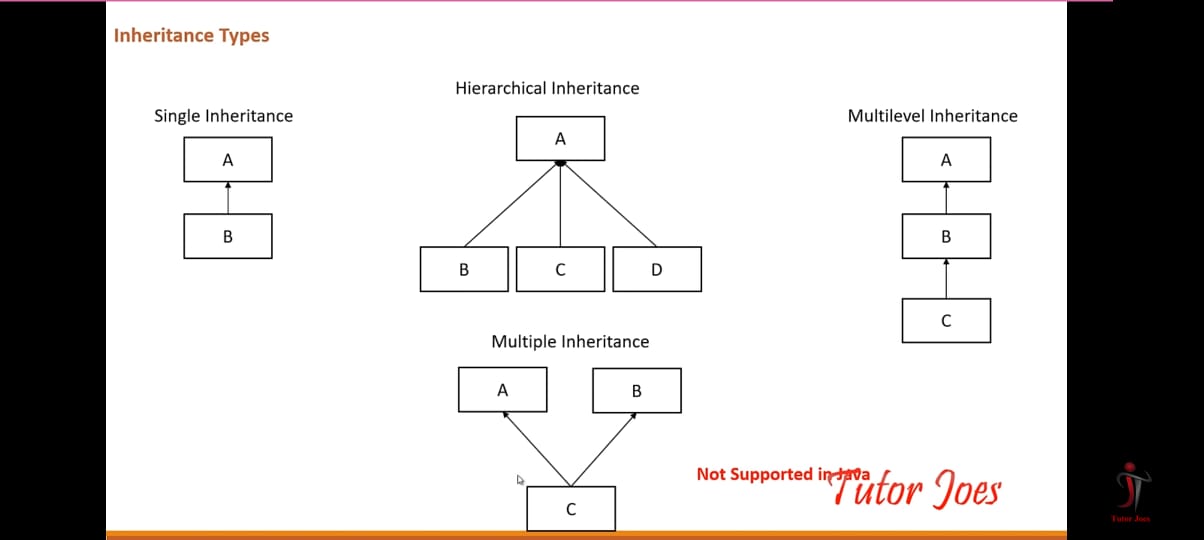 Inheritance Types
Hierarchical Inheritance
Single Inheritance
Multilevel Inheritance
A
A
A
B
B
B
C
D
C
Multiple Inheritance
A
B
Not Supported in Java
Tutor Joes
C
Tutor Joes